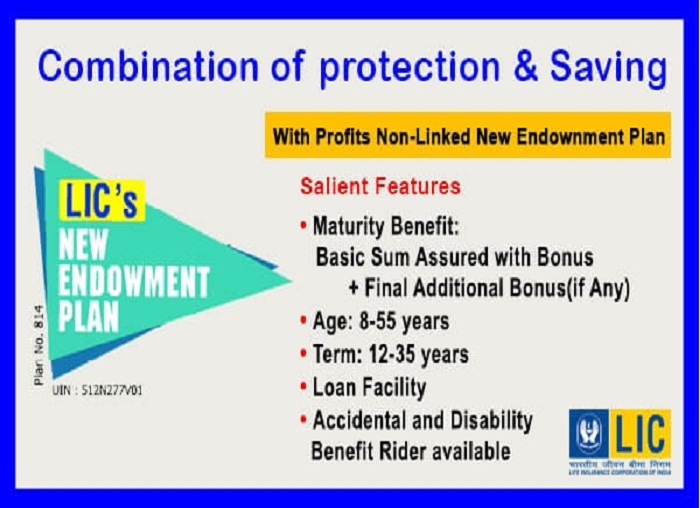 Combination of protection & Saving
With Profits Non-Linked New Endownment Plan
LIC's
NEW
ENDOWMENT
PLAN
Plan No. 814
UIN : 512N277V01
Salient Features
• Maturity Benefit:
Basic Sum Assured with Bonus
+ Final Additional Bonus(if Any)
• Age: 8-55 years
• Term: 12-35 years
• Loan Facility
• Accidental and Disability
Benefit Rider available
LIC
भारतीय जीवन बीमा निगम
LIFE INSURANCE CORPORATION OF INDIA